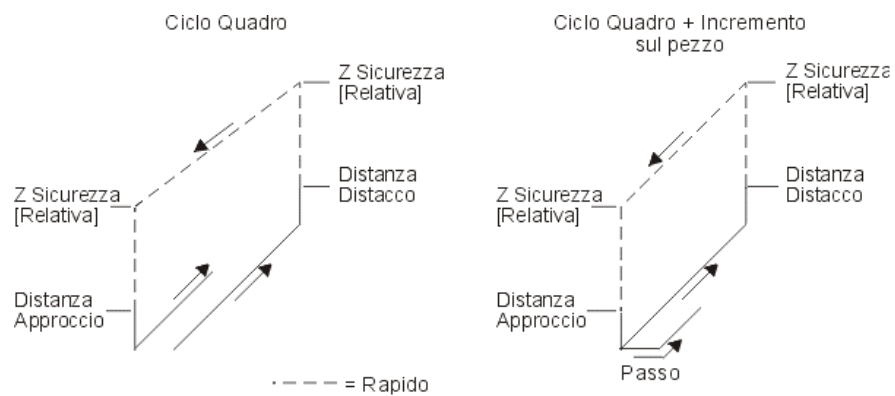 Ciclo Quadro
Z Sicurezza
[Relativa]
Z Sicurezza
[Relativa]
Distanza
Distacco
Distanza
Approccio
Ciclo Quadro + Incremento
sul pezzo
Z Sicurezza
[Relativa]
Z Sicurezza
[Relativa]
Distanza
Distacco
Distanza
Approccio
Passo
= Rapido